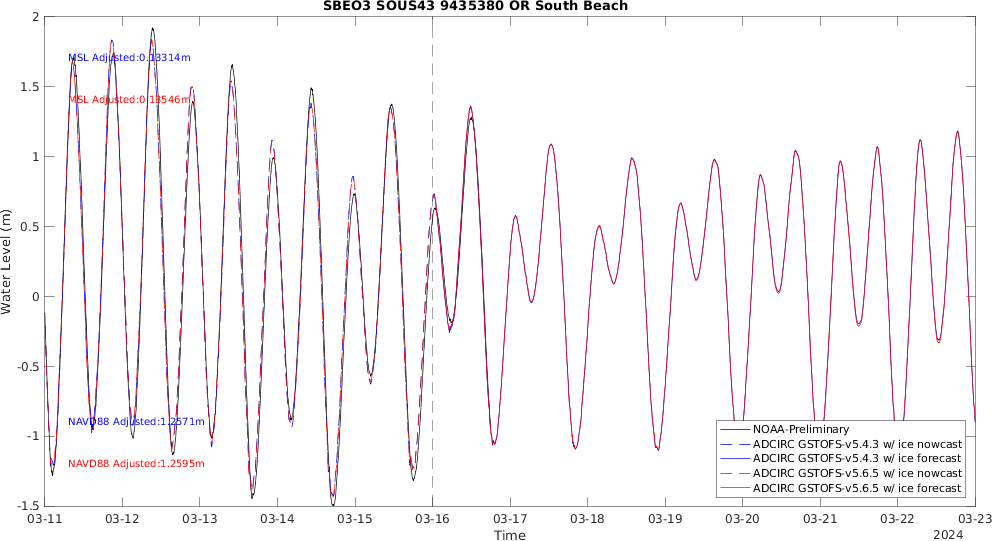 SBEO3 SOUS43 9435380 OR South Beach
Water Level (m)
2
1.5
1
0.5
0
-0.5
-1
-1.5
MSL Adjusted:0.13314m
MSL Adjusted:0.13546m
NAVD88 Adjusted:1.2571m
NAVD88 Adjusted:1.2595m
NOAA-Preliminary
ADCIRC GSTOFS-v5.4.3 w/ ice nowcast
ADCIRC GSTOFS-v5.4.3 w/ ice forecast
ADCIRC GSTOFS-v5.6.5 w/ ice nowcast
ADCIRC GSTOFS-v5.6.5 w/ ice forecast
03-11 03-12 03-13 03-14 03-15 03-16 03-17 03-18 03-19 03-20 03-21 03-22 03-23
Time
2024